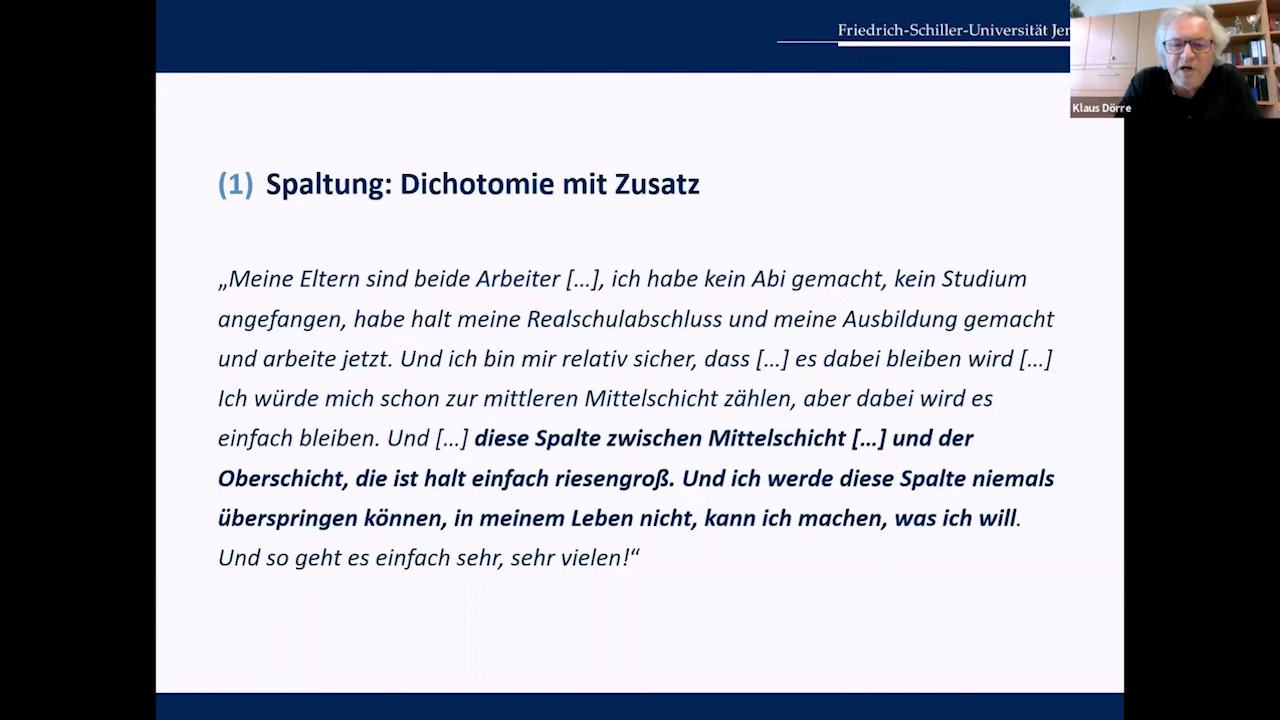 Friedrich-Schiller-Universität Jen
Klaus Dörre
(1) Spaltung: Dichotomie mit Zusatz
„Meine Eltern sind beide Arbeiter […], ich habe kein Abi gemacht, kein Studium
angefangen, habe halt meine Realschulabschluss und meine Ausbildung gemacht
und arbeite jetzt. Und ich bin mir relativ sicher, dass […] es dabei bleiben wird […]
Ich würde mich schon zur mittleren Mittelschicht zählen, aber dabei wird es
einfach bleiben. Und […] diese Spalte zwischen Mittelschicht […] und der
Oberschicht, die ist halt einfach riesengroß. Und ich werde diese Spalte niemals
überspringen können, in meinem Leben nicht, kann ich machen, was ich will.
Und so geht es einfach sehr, sehr vielen!“